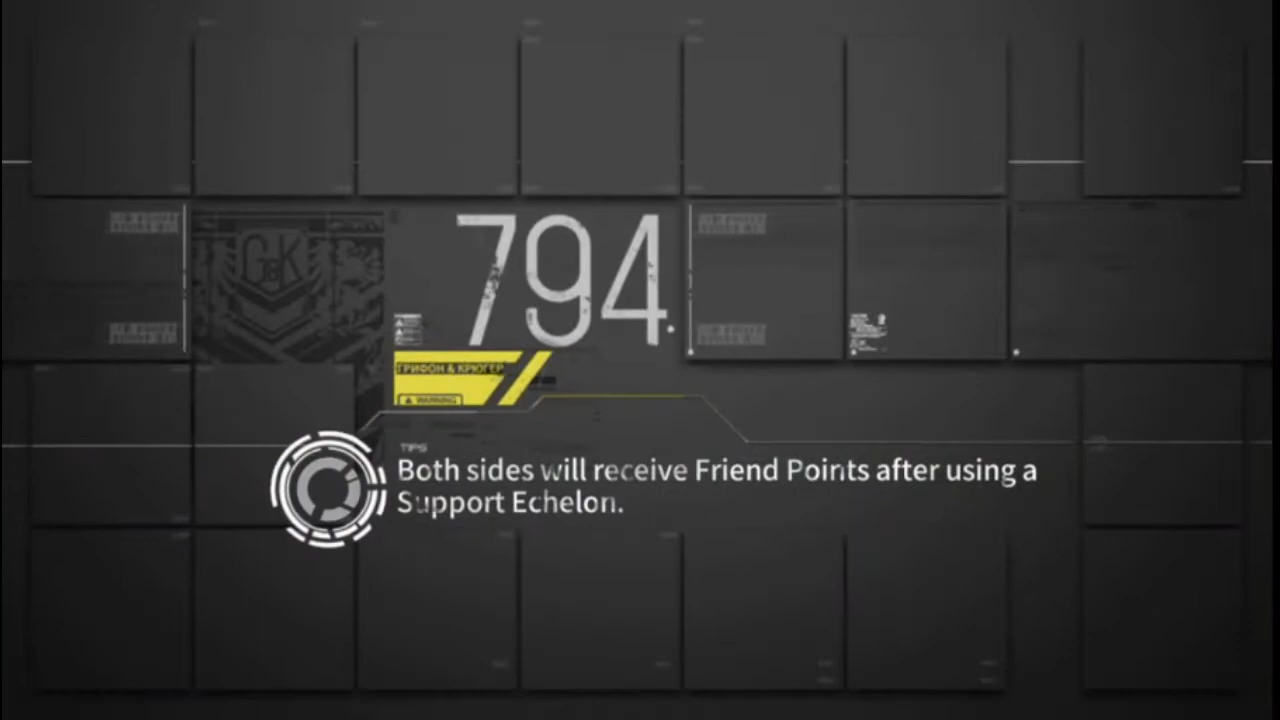 G&K
794.
ГРИФОН & КРЮГЕР
WARNING
TIPS
Both sides will receive Friend Points after using a
Support Echelon.